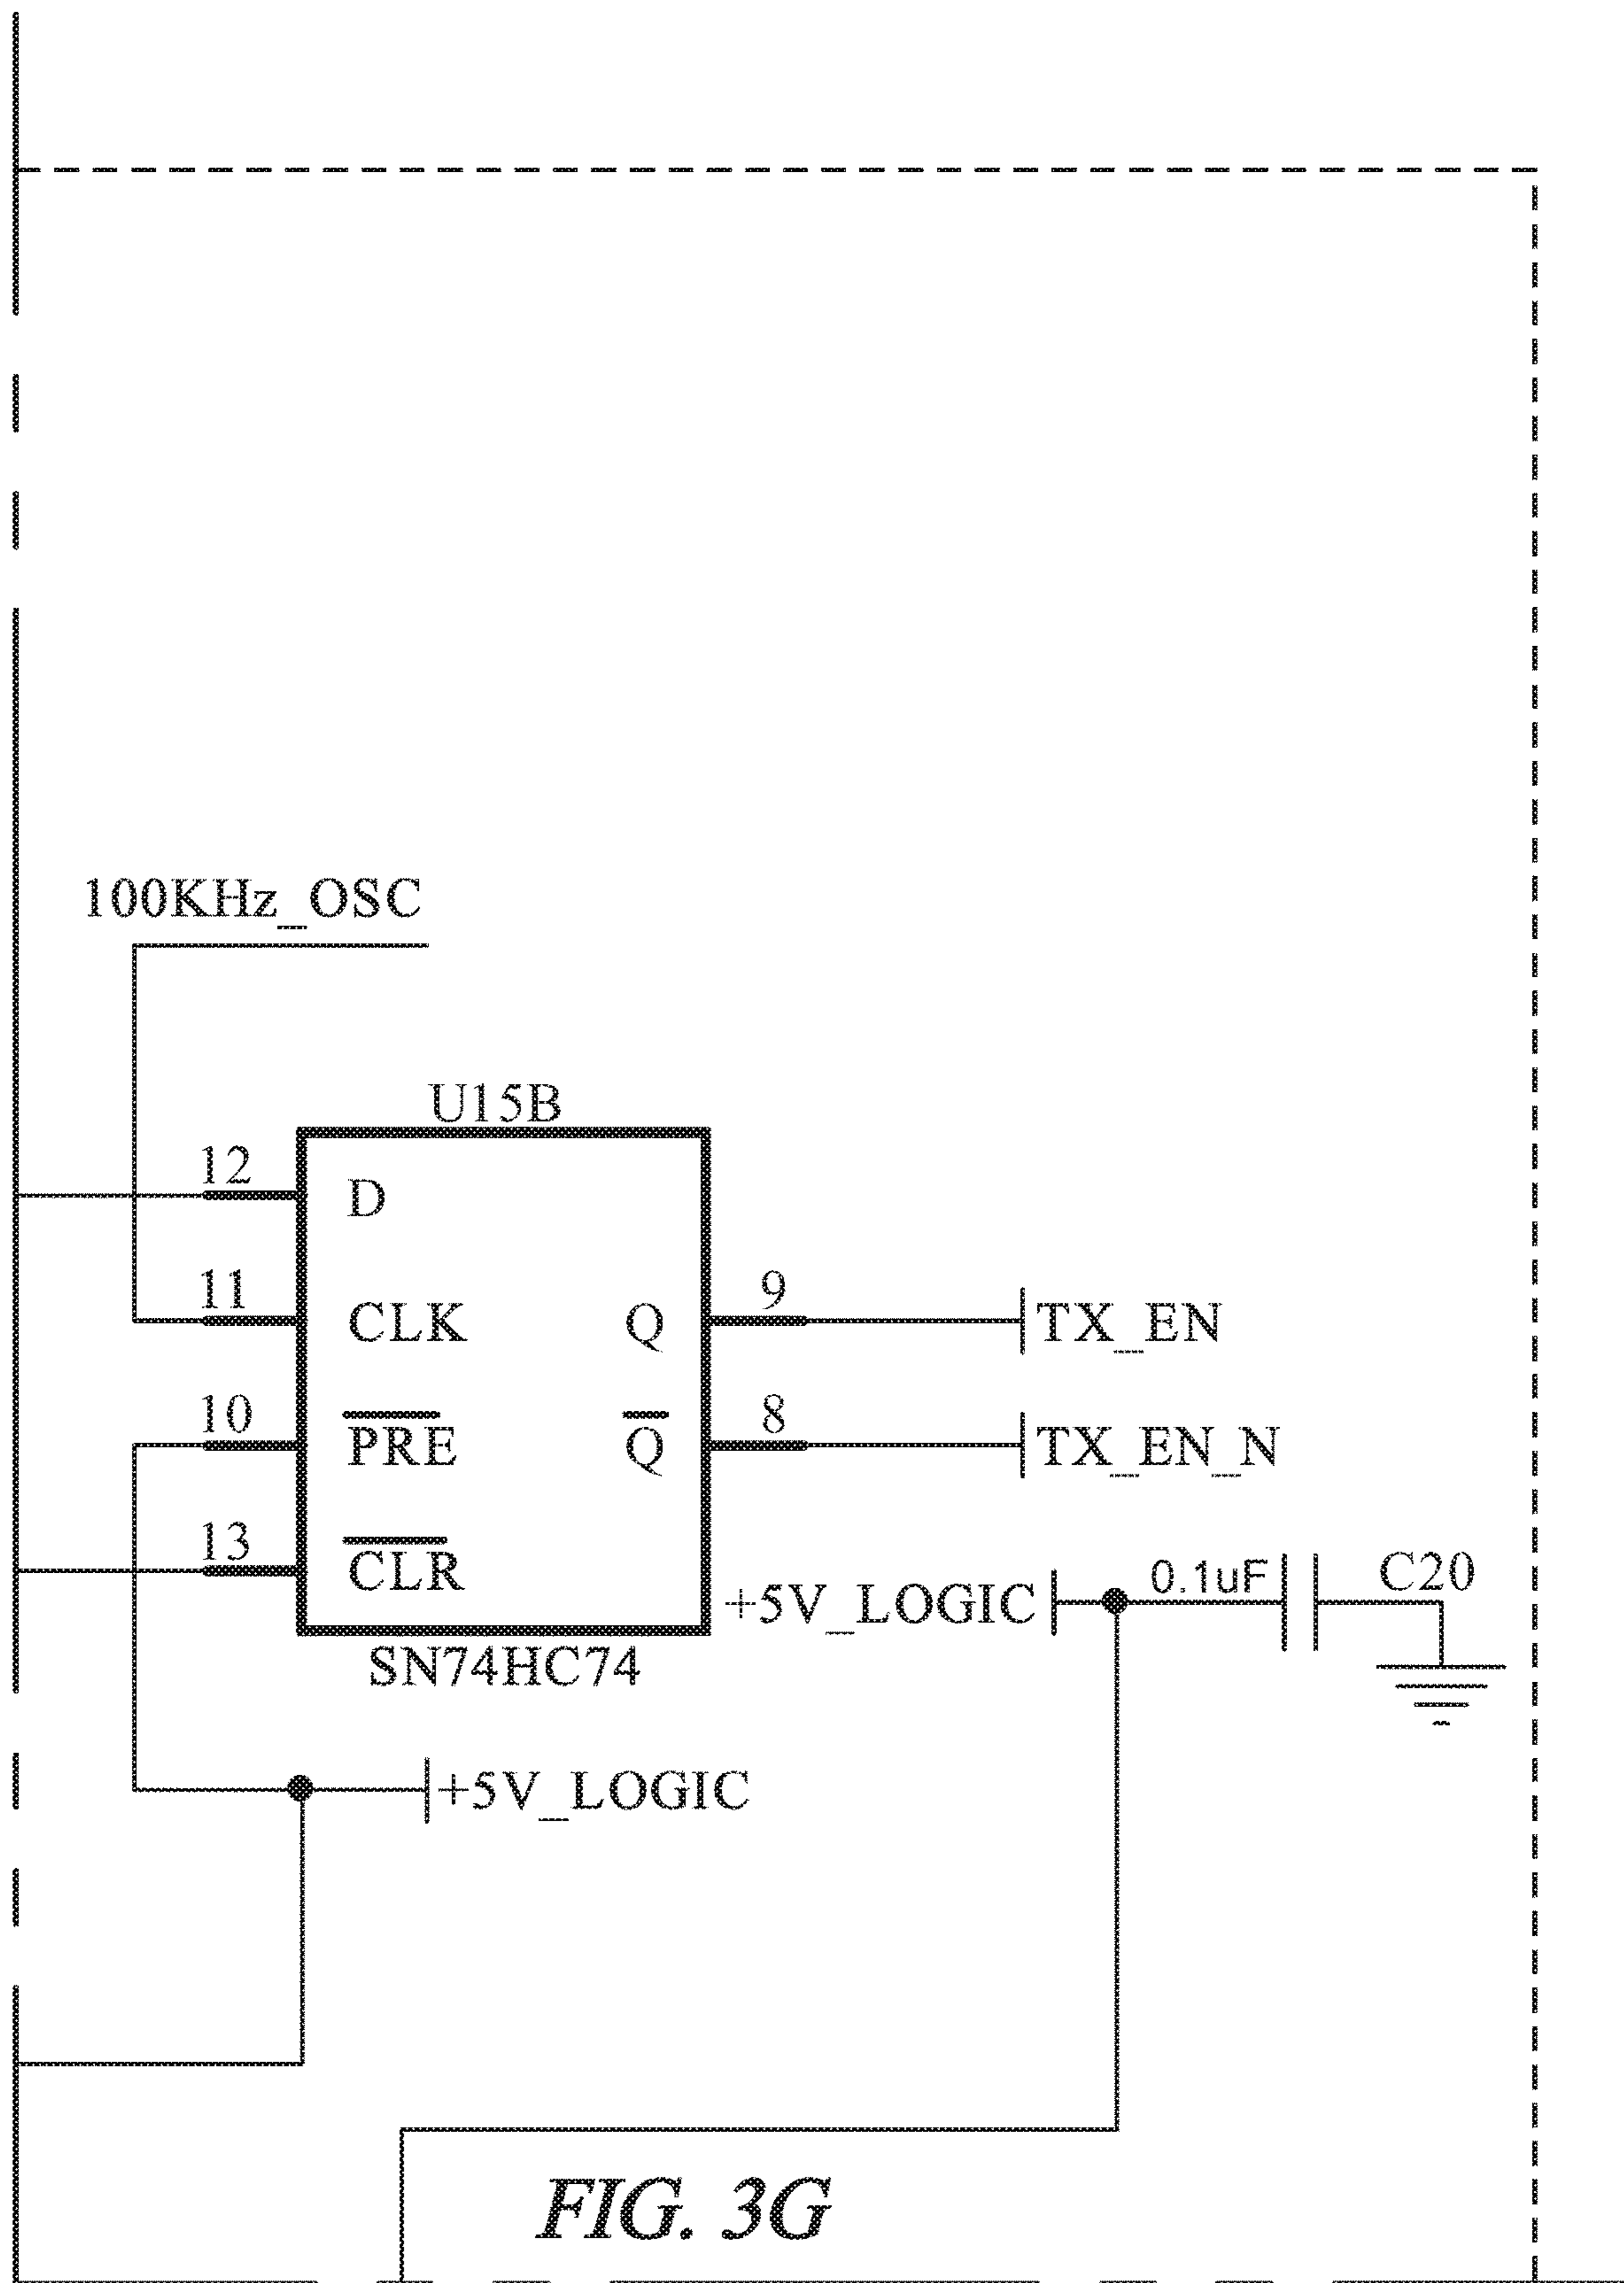 100KHz_OSC
U15B
12
D
11
CLK
Q
9
TX_EN
10
PRE
Q
8
TX_EN_N
13
CLR
+5V_LOGIC
0.1uF
C20
SN74HC74
+5V_LOGIC
FIG. 3G